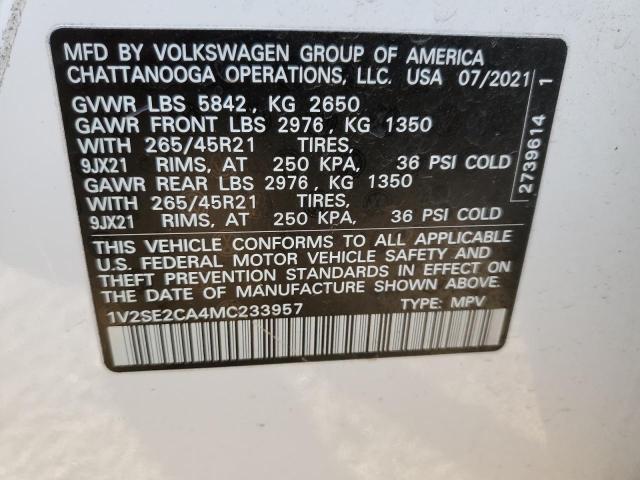 MFD BY VOLKSWAGEN GROUP OF AMERICA
CHATTANOOGA OPERATIONS, LLC. USA 07/2021
GVWR LBS 5842, KG 2650
GAWR FRONT LBS 2976, KG 1350
WITH 265/45R21 TIRES,
9JX21 RIMS, AT 250 KPA, 36 PSI COLD
GAWR REAR LBS 2976, KG 1350
WITH 265/45R21 TIRES,
9JX21 RIMS, AT 250 KPA, 36 PSI COLD
THIS VEHICLE CONFORMS TO ALL APPLICABLE
U.S. FEDERAL MOTOR VEHICLE SAFETY AND
THEFT PREVENTION STANDARDS IN EFFECT ON
THE DATE OF MANUFACTURE SHOWN ABOVE.
1V2SE2CA4MC233957 TYPE: MPV
2739614 1